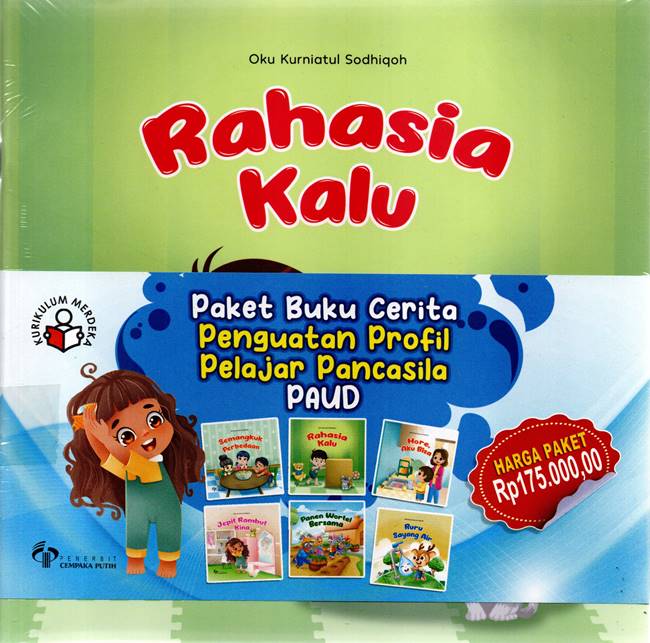 Oku Kurniatul Sodhiqoh
Rahasia
Kalu
KURIKULUM MERDEKA
Paket Buku Cerita
Penguatan Profil
Pelajar Pancasila
PAUD
Semangkuk
Perbedaan
Rahasia
Kalu
Hore,
Aku Bisa
HARGA PAKET
Rp175.000,00
Jepit Rambut
Kina
Panen Wortel
Bersama
Ruru
Sayang Air
PENERBIT
CEMPAKA PUTIH